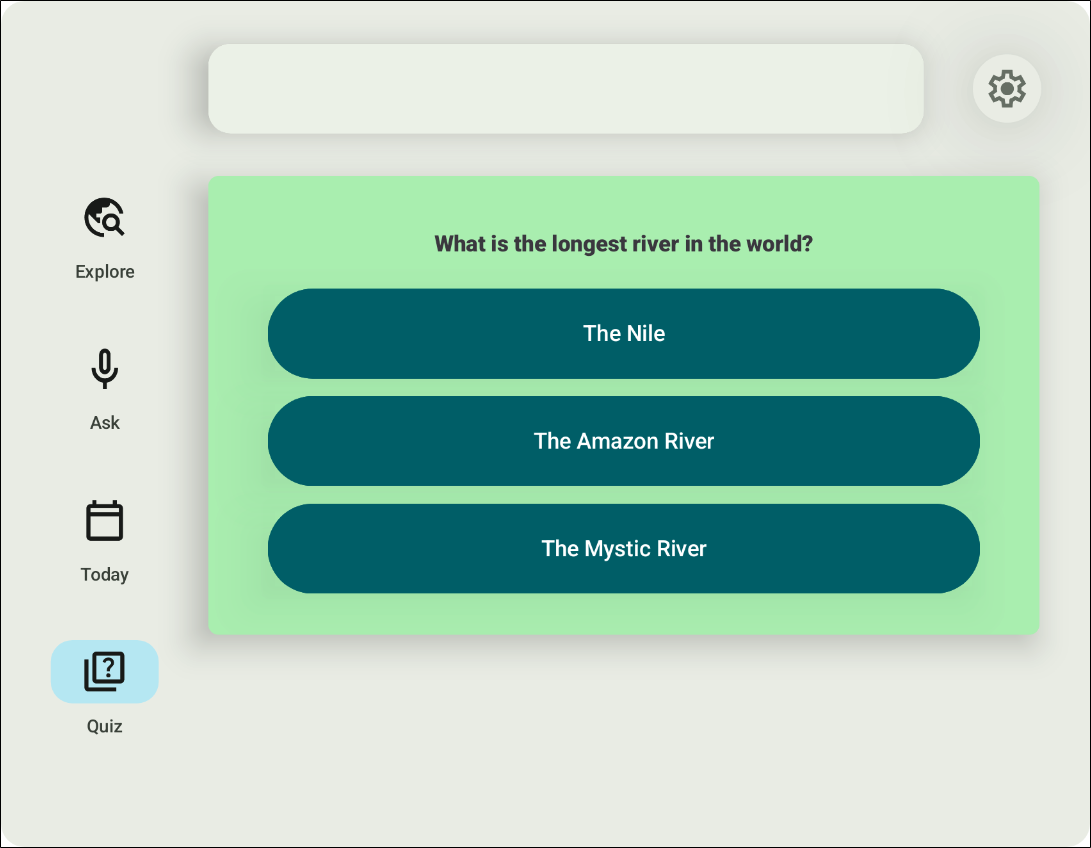 Explore
Ask
Today
Quiz
What is the longest river in the world?
The Nile
The Amazon River
The Mystic River